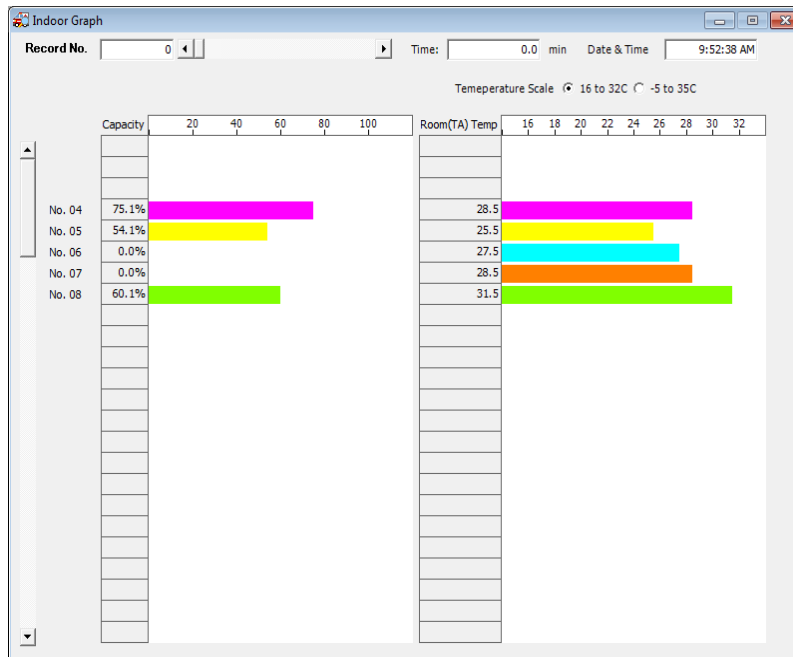 Indoor Graph
Record No. 0 Time: 0.0 min Date & Time 9:52:38 AM
Temeperature Scale 16 to 32C -5 to 35C
Capacity 20 40 60 80 100 Room(TA) Temp 16 18 20 22 24 26 28 30 32
No. 04 75.1% 28.5
No. 05 54.1% 25.5
No. 06 0.0% 27.5
No. 07 0.0% 28.5
No. 08 60.1% 31.5